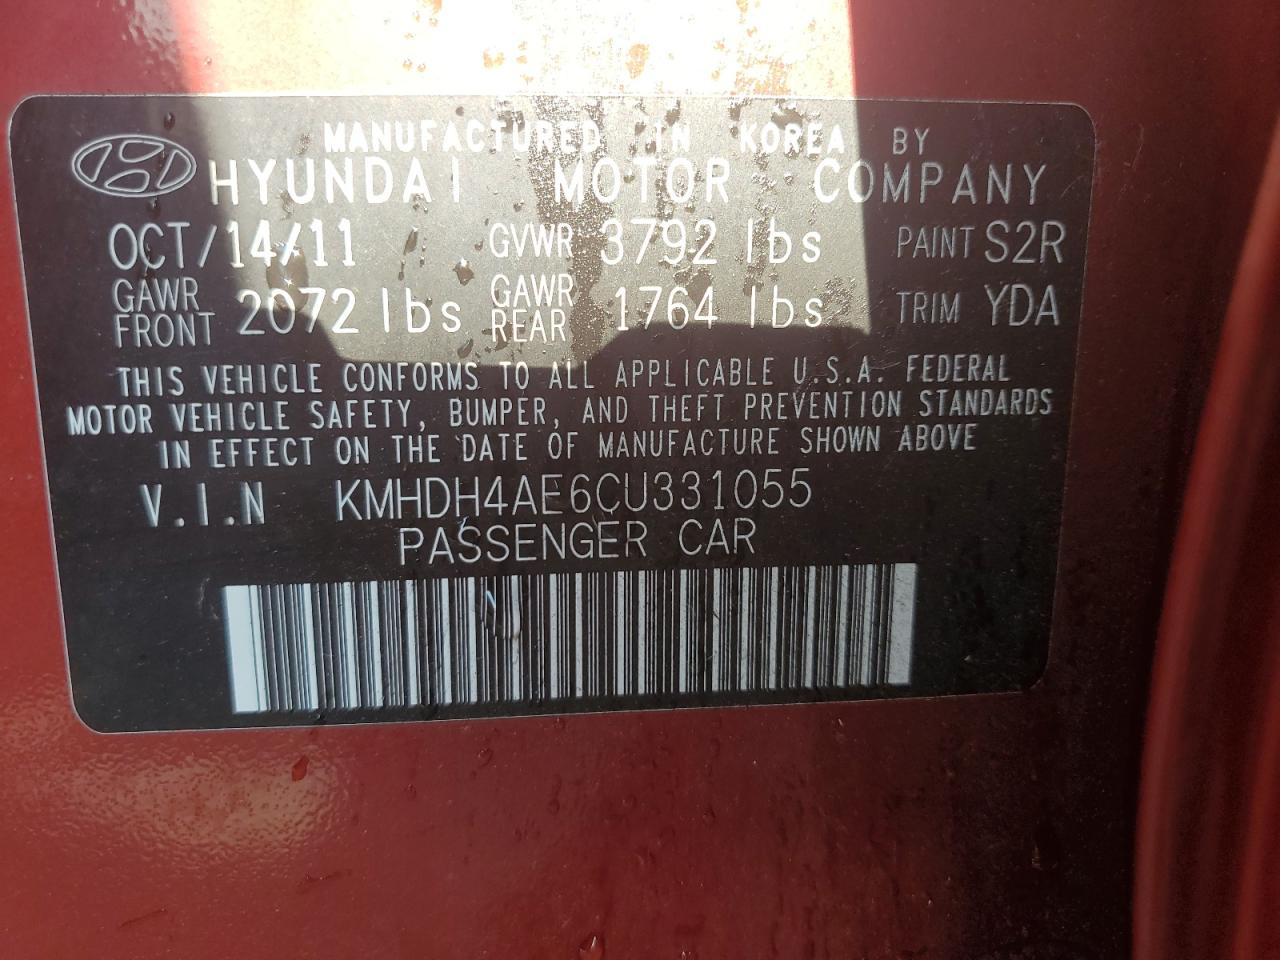 MANUFACTURED IN KOREA BY
HYUNDAI MOTOR COMPANY
OCT/14/11 GVWR 3792 lbs PAINT S2R
GAWR FRONT 2072 lbs GAWR REAR 1764 lbs TRIM YDA
THIS VEHICLE CONFORMS TO ALL APPLICABLE U.S.A. FEDERAL
MOTOR VEHICLE SAFETY, BUMPER, AND THEFT PREVENTION STANDARDS
IN EFFECT ON THE DATE OF MANUFACTURE SHOWN ABOVE
V.I.N KMHDH4AE6CU331055
PASSENGER CAR